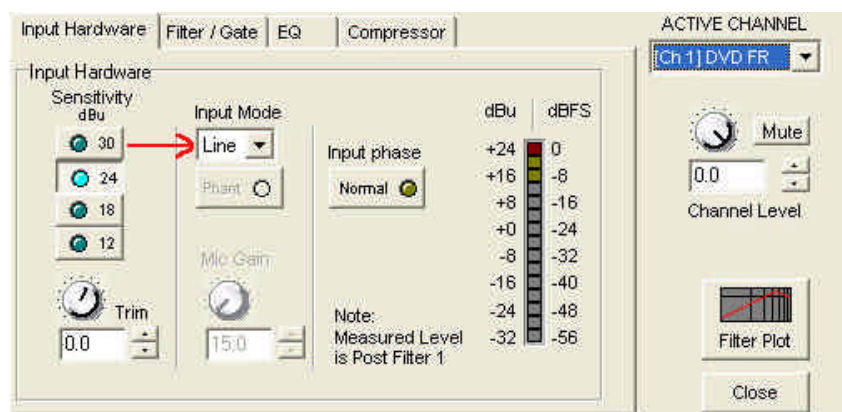 Input Hardware
Filter / Gate
EQ
Compressor
ACTIVE CHANNEL
Ch 1] DVD FR
Input Hardware
Sensitivity
dBu
30
24
18
12
Trim
0.0
Input Mode
Line
Phant
Mic Gain
15.0
Input phase
Normal
Note:
Measured Level
is Post Filter 1
dBu dBFS
+24 0
+16 -8
+8 -16
+0 -24
-8 -32
-16 -40
-24 -48
-32 -56
Mute
0.0
Channel Level
Filter Plot
Close